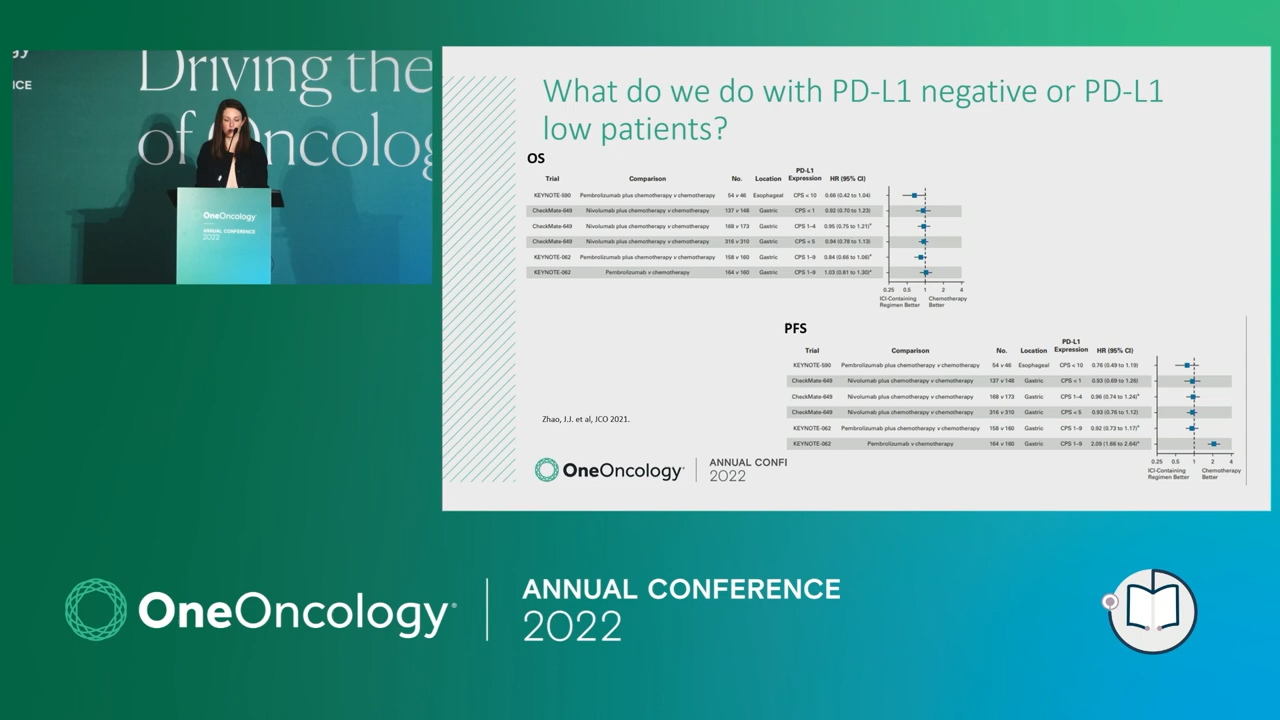 gy
ICE
Driving the
of Oncolog
OneOncology
ANNUAL CONFERENCE
2022
What do we do with PD-L1 negative or PD-L1
low patients?
OS
Trial Comparison No. Location PD-L1 Expression HR (95% CI)
KEYNOTE-590 Pembrolizumab plus chemotherapy v chemotherapy 54 v 46 Esophageal CPS < 10 0.66 (0.42 to 1.04)
CheckMate-649 Nivolumab plus chemotherapy v chemotherapy 137 v 148 Gastric CPS < 1 0.92 (0.70 to 1.23)
CheckMate-649 Nivolumab plus chemotherapy v chemotherapy 168 v 173 Gastric CPS 1–4 0.95 (0.75 to 1.21)a
CheckMate-649 Nivolumab plus chemotherapy v chemotherapy 316 v 310 Gastric CPS < 5 0.94 (0.78 to 1.13)
KEYNOTE-062 Pembrolizumab plus chemotherapy v chemotherapy 158 v 160 Gastric CPS 1–9 0.84 (0.66 to 1.06)a
KEYNOTE-062 Pembrolizumab v chemotherapy 164 v 160 Gastric CPS 1–9 1.03 (0.81 to 1.30)a
0.25 0.5 1 2 4
ICI-Containing Chemotherapy
Regimen Better Better
PFS
Trial Comparison No. Location PD-L1 Expression HR (95% CI)
KEYNOTE-590 Pembrolizumab plus chemotherapy v chemotherapy 54 v 46 Esophageal CPS < 10 0.76 (0.49 to 1.19)
CheckMate-649 Nivolumab plus chemotherapy v chemotherapy 137 v 148 Gastric CPS < 1 0.93 (0.69 to 1.26)
CheckMate-649 Nivolumab plus chemotherapy v chemotherapy 168 v 173 Gastric CPS 1–4 0.96 (0.74 to 1.24)a
CheckMate-649 Nivolumab plus chemotherapy v chemotherapy 316 v 310 Gastric CPS < 5 0.93 (0.76 to 1.12)
KEYNOTE-062 Pembrolizumab plus chemotherapy v chemotherapy 158 v 160 Gastric CPS 1–9 0.92 (0.73 to 1.17)a
KEYNOTE-062 Pembrolizumab v chemotherapy 164 v 160 Gastric CPS 1–9 2.09 (1.66 to 2.64)a
0.25 0.5 1 2 4
ICI-Containing Chemotherapy
Regimen Better Better
Zhao, J.J. et al, JCO 2021.
OneOncology
ANNUAL CONFI
2022
OneOncology
ANNUAL CONFERENCE
2022